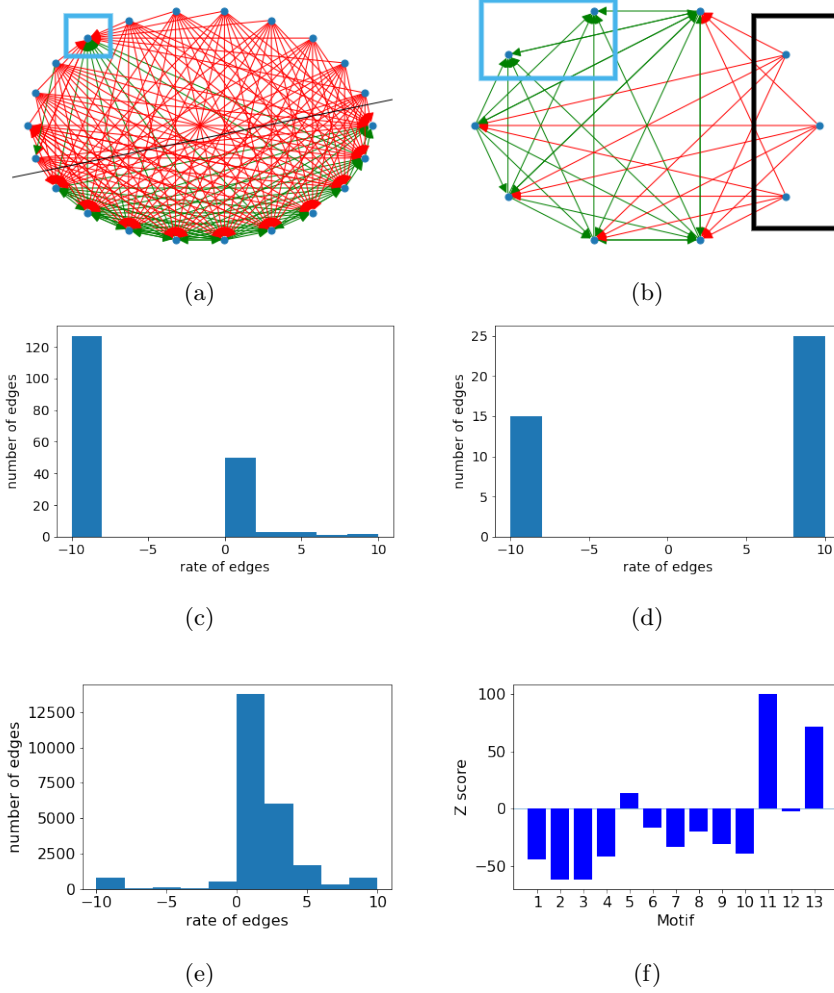 (a)
(b)
120
100
80
60
40
20
0
number of edges
−10
−5
0
5
10
rate of edges
(c)
25
20
15
10
5
0
number of edges
−10
−5
0
5
10
rate of edges
(d)
12500
10000
7500
5000
2500
0
number of edges
−10
−5
0
5
10
rate of edges
(e)
100
50
0
−50
Z score
1 2 3 4 5 6 7 8 9 10 11 12 13
Motif
(f)